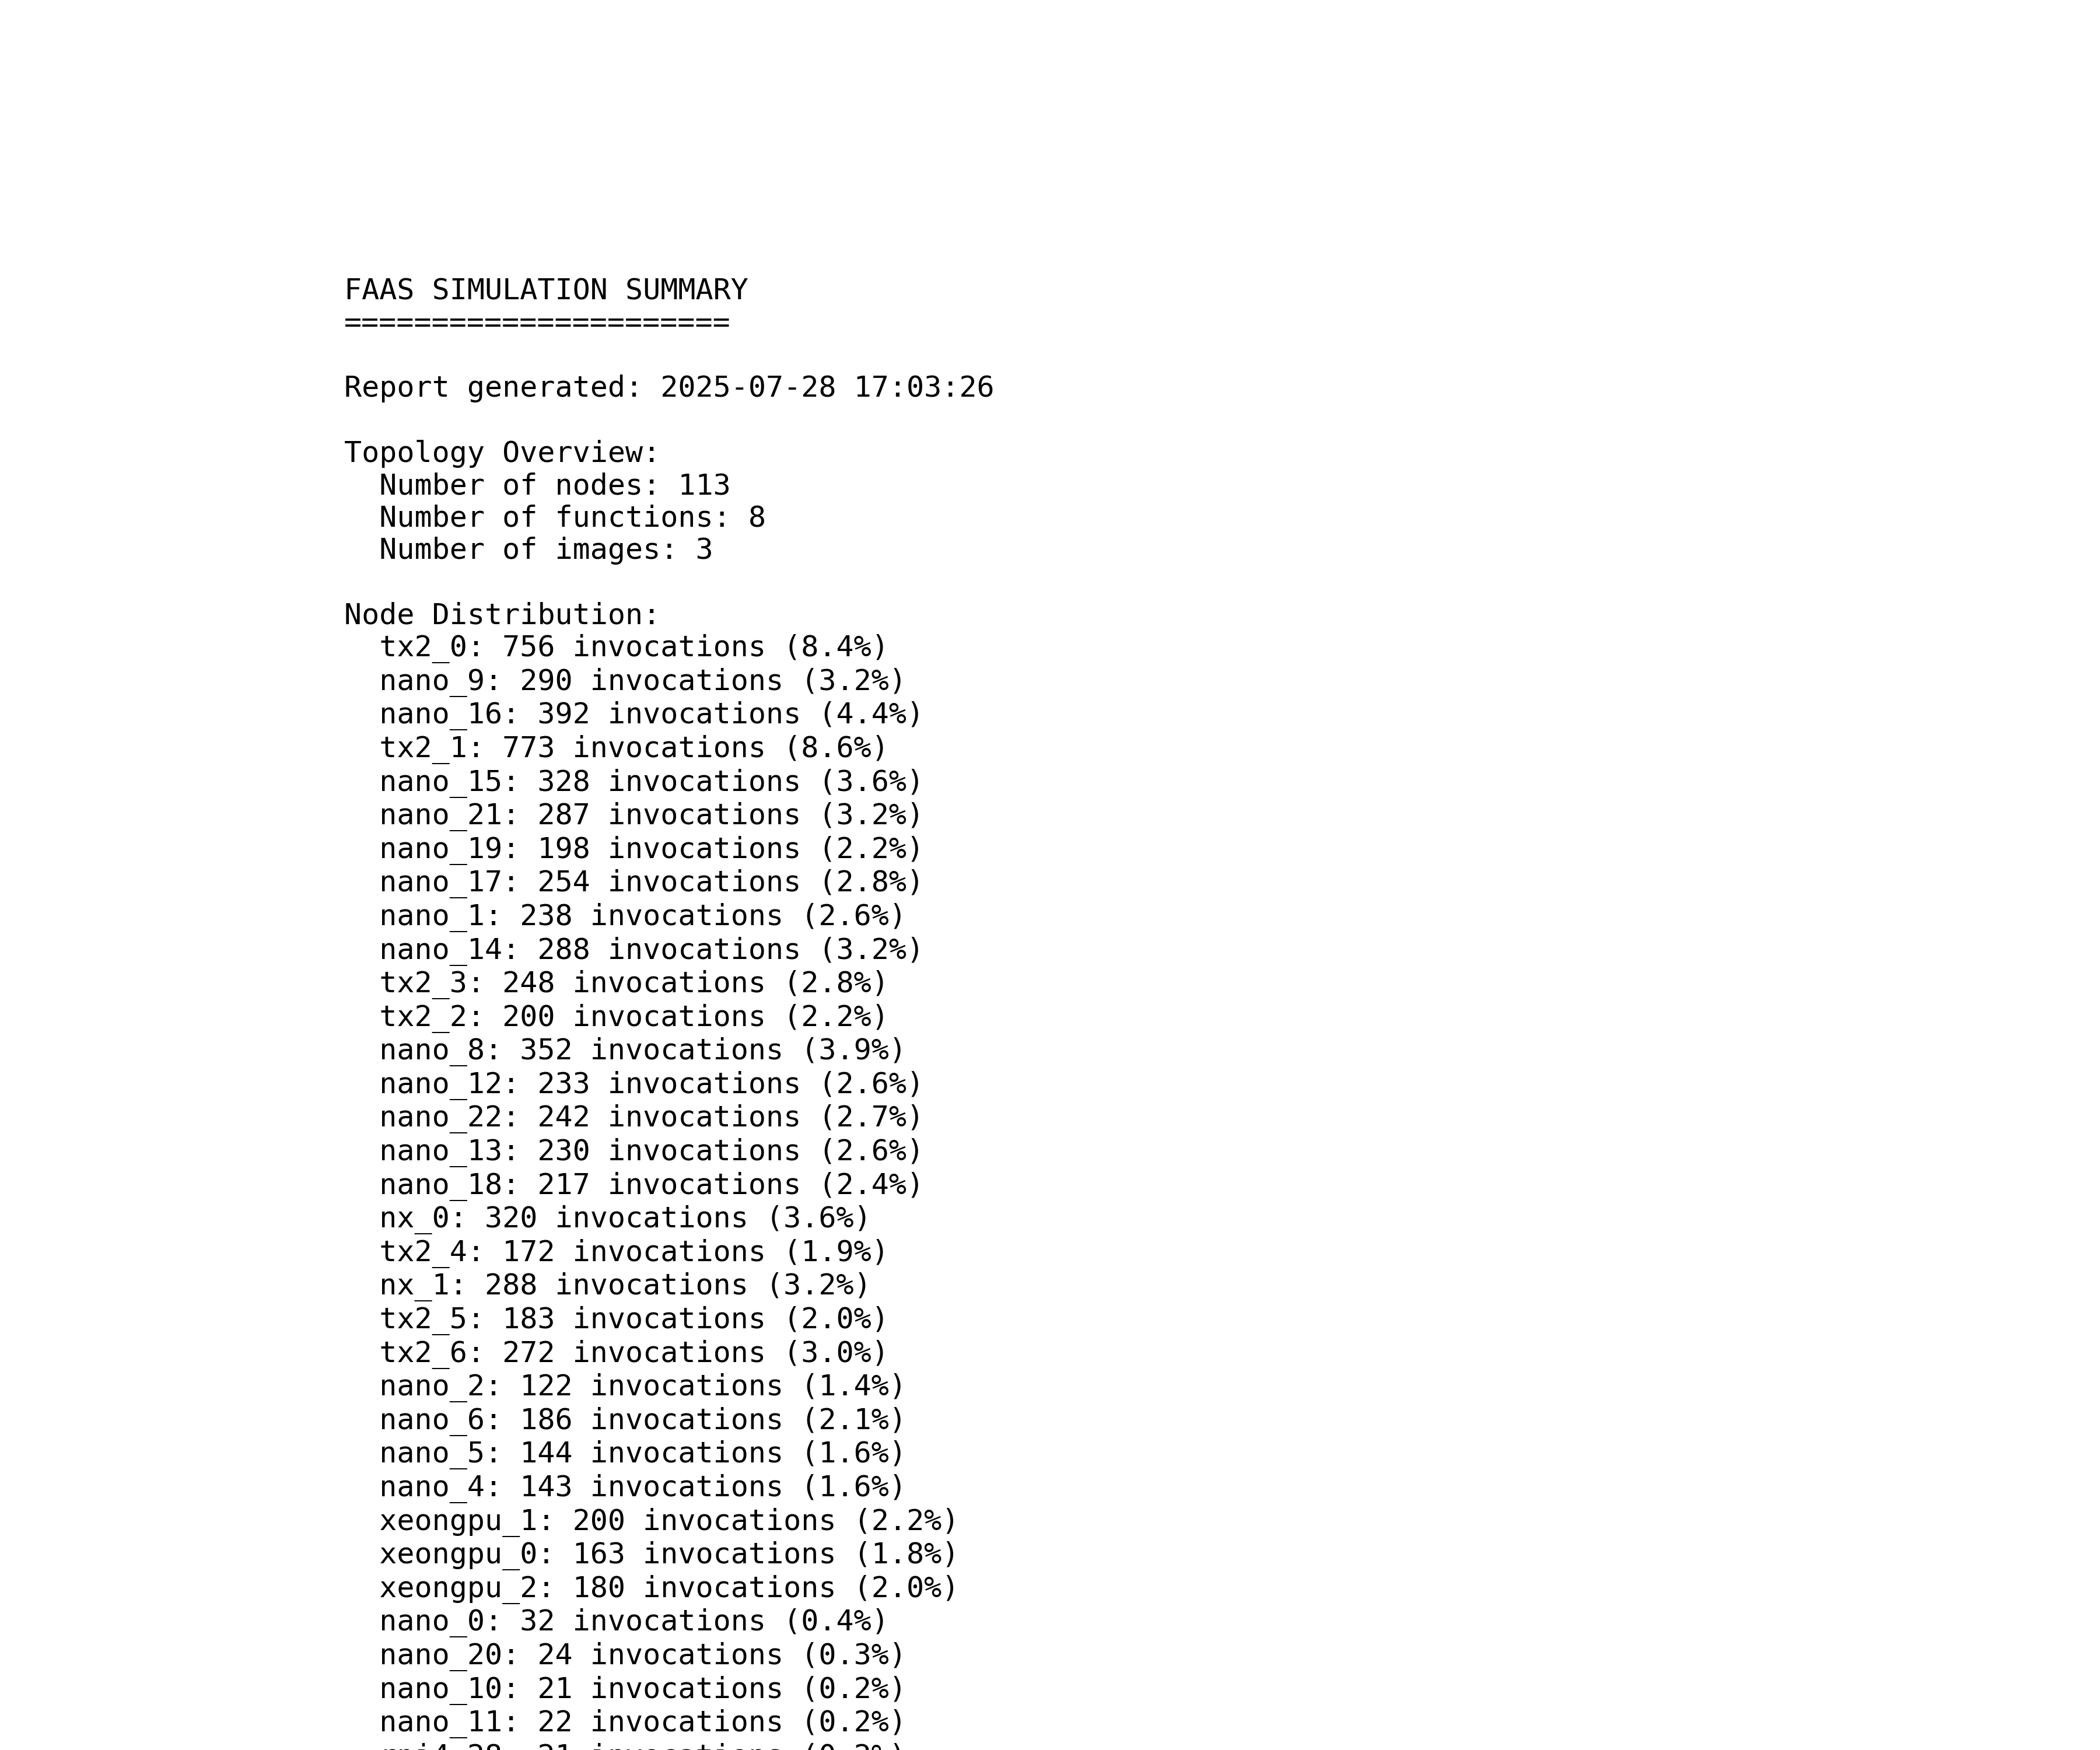 FAAS SIMULATION SUMMARY
======================
Report generated: 2025-07-28 17:03:26
Topology Overview:
Number of nodes: 113
Number of functions: 8
Number of images: 3
Node Distribution:
tx2_0: 756 invocations (8.4%)
nano_9: 290 invocations (3.2%)
nano_16: 392 invocations (4.4%)
tx2_1: 773 invocations (8.6%)
nano_15: 328 invocations (3.6%)
nano_21: 287 invocations (3.2%)
nano_19: 198 invocations (2.2%)
nano_17: 254 invocations (2.8%)
nano_1: 238 invocations (2.6%)
nano_14: 288 invocations (3.2%)
tx2_3: 248 invocations (2.8%)
tx2_2: 200 invocations (2.2%)
nano_8: 352 invocations (3.9%)
nano_12: 233 invocations (2.6%)
nano_22: 242 invocations (2.7%)
nano_13: 230 invocations (2.6%)
nano_18: 217 invocations (2.4%)
nx_0: 320 invocations (3.6%)
tx2_4: 172 invocations (1.9%)
nx_1: 288 invocations (3.2%)
tx2_5: 183 invocations (2.0%)
tx2_6: 272 invocations (3.0%)
nano_2: 122 invocations (1.4%)
nano_6: 186 invocations (2.1%)
nano_5: 144 invocations (1.6%)
nano_4: 143 invocations (1.6%)
xeongpu_1: 200 invocations (2.2%)
xeongpu_0: 163 invocations (1.8%)
xeongpu_2: 180 invocations (2.0%)
nano_0: 32 invocations (0.4%)
nano_20: 24 invocations (0.3%)
nano_10: 21 invocations (0.2%)
nano_11: 22 invocations (0.2%)
invocations